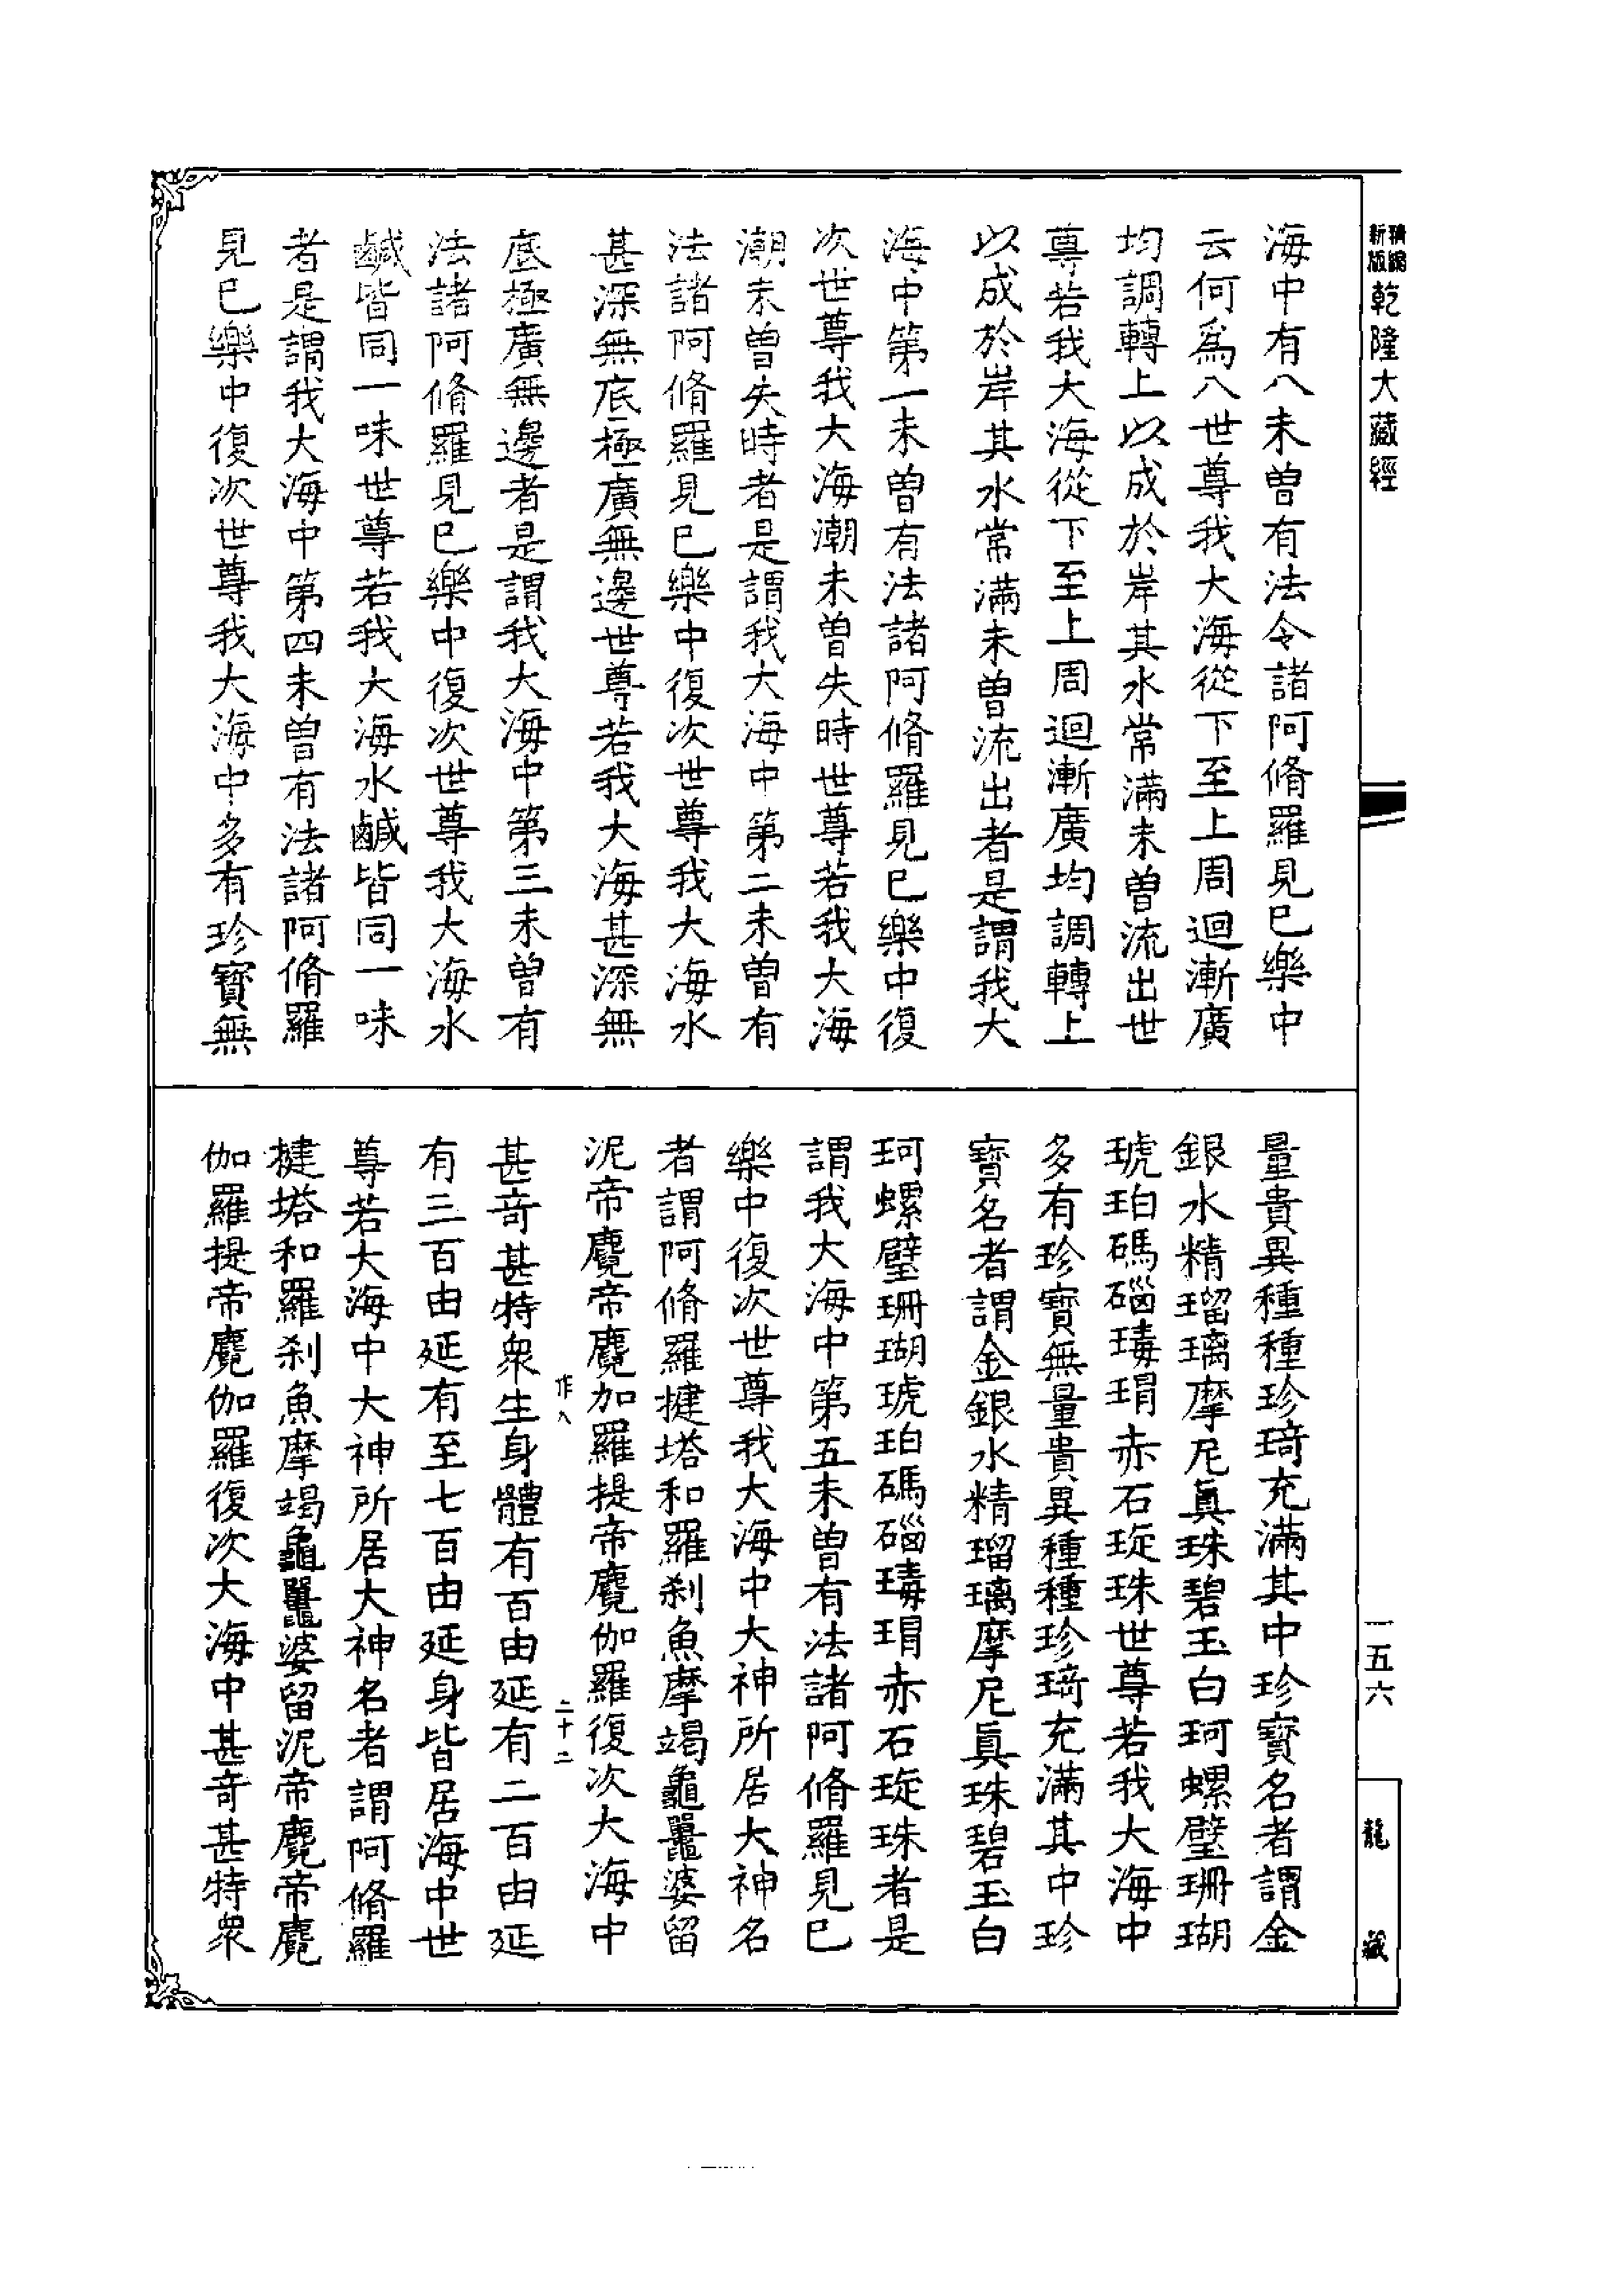 精編
新版
乾隆大藏經
海中有八未曾有法令諸阿脩羅見已樂中
云何爲八世尊我大海從下至上周迴漸廣
均調轉上以成於岸其水常滿未曾流出世
尊若我大海從下至上周迴漸廣均調轉上
以成於岸其水常滿未曾流出者是謂我大
海中第一未曾有法諸阿脩羅見已樂中復
次世尊我大海潮未曾失時世尊若我大海
潮未曾失時者是謂我大海中第二未曾有
法諸阿脩羅見已樂中復次世尊我大海水
甚深無底極廣無邊世尊若我大海甚深無
底極廣無邊者是謂我大海中第三未曾有
法諸阿脩羅見已樂中復次世尊我大海水
鹹皆同一味世尊若我大海水鹹皆同一味
者是謂我大海中第四未曾有法諸阿脩羅
見已樂中復次世尊我大海中多有珍寶無
量貴異種種珍琦充滿其中珍寶名者謂金
銀水精瑠璃摩尼真珠碧玉白珂螺璧珊瑚
琥珀碼碯瑇瑁赤石琁珠世尊若我大海中
多有珍寶無量貴異種種珍琦充滿其中珍
寶名者謂金銀水精瑠璃摩尼真珠碧玉白
珂螺璧珊瑚琥珀碼碯瑇瑁赤石琁珠者是
謂我大海中第五未曾有法諸阿脩羅見已
樂中復次世尊我大海中大神所居大神名
者謂阿脩羅揵塔和羅刹魚摩竭龜鼉婆留
泥帝麑帝麑加羅提帝麑伽羅復次大海中
作八
二十二
甚奇甚特衆生身體有百由延有二百由延
有三百由延有至七百由延身皆居海中世
尊若大海中大神所居大神名者謂阿脩羅
揵塔和羅刹魚摩竭龜鼉婆留泥帝麑帝麑
伽羅提帝麑伽羅復次大海中甚奇甚特衆
一五六
龍藏